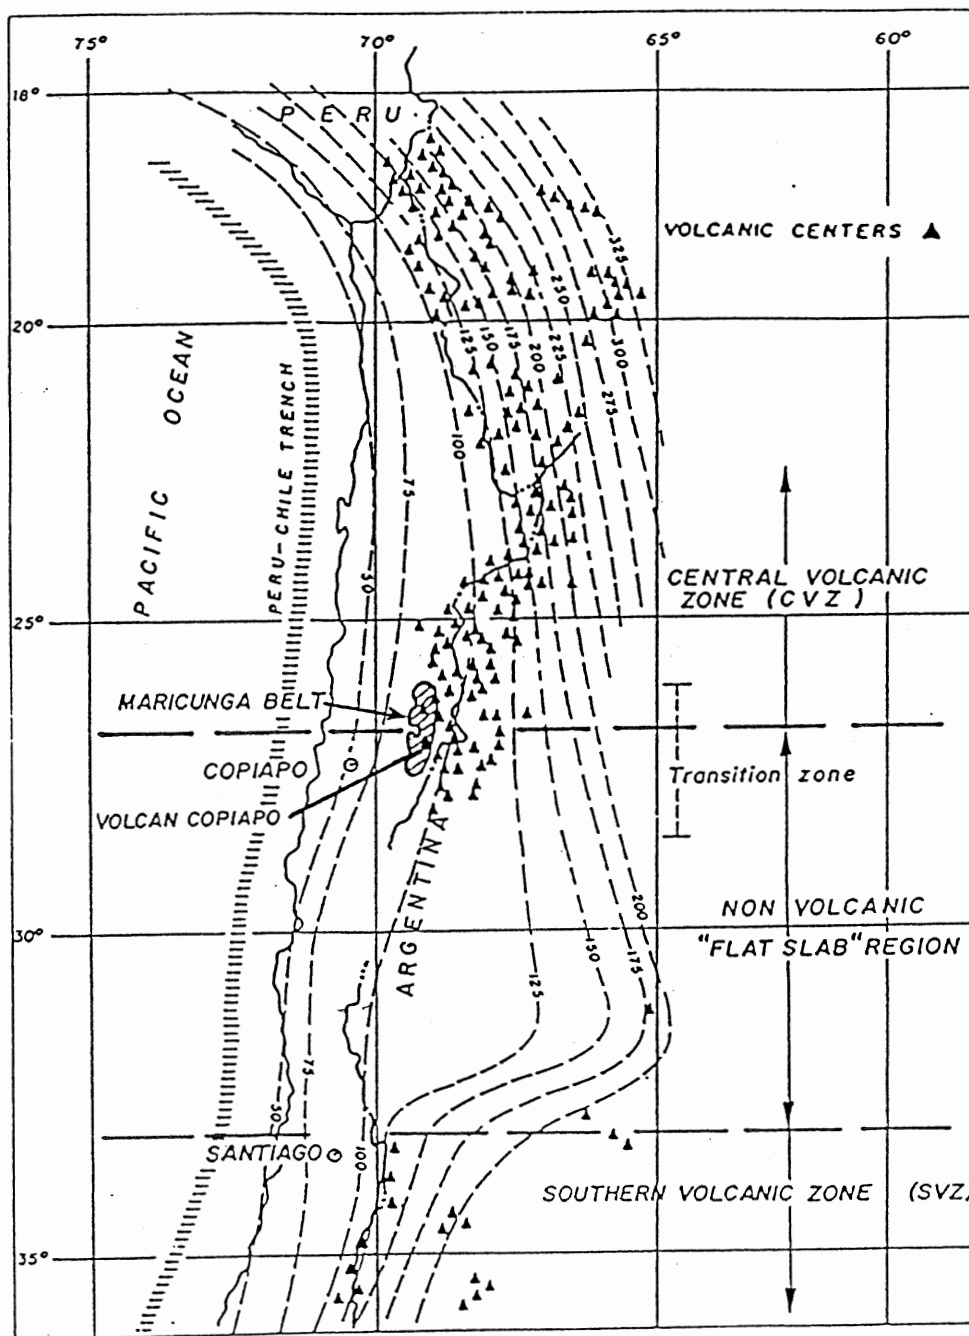 75° 70° 65° 60°
18°
PERU
VOLCANIC CENTERS
325
250
20°
125 150 175 200 225 300
275
PACIFIC OCEAN
PERU-CHILE TRENCH
100
75
50
CENTRAL VOLCANIC
ZONE (CVZ)
25°
MARICUNGA BELT
COPIAPO
Transition zone
VOLCAN COPIAPO
ARGENTINA
200
NON VOLCANIC
"FLAT SLAB" REGION
30°
125 150 175
75
50
SANTIAGO
100
SOUTHERN VOLCANIC ZONE (SVZ)
35°